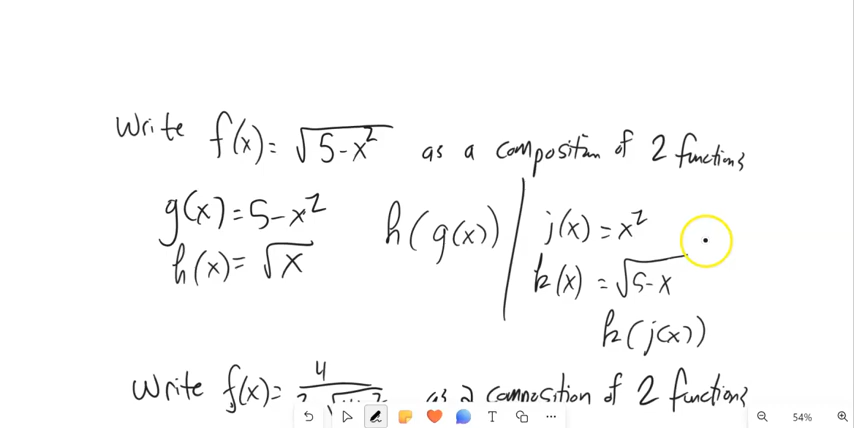 Write f(x) = √5-x² as a composition of 2 functions
g(x) = 5-x²
h(x) = √x
h(g(x))
j(x) = x²
k(x) = √5-x
k(j(x))
Write f(x) = 4 as a composition of 2 functions
T
54%